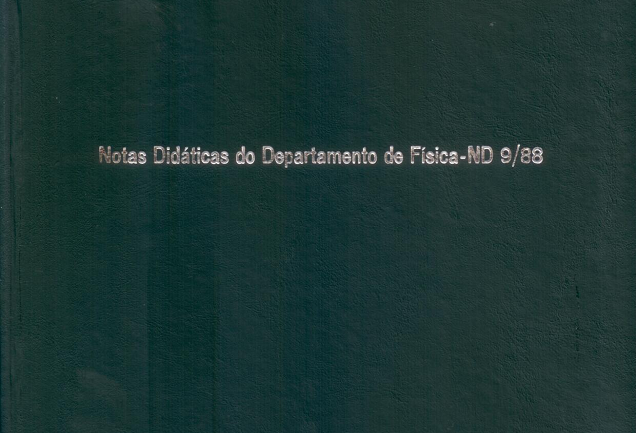 Notas Didáticas do Departamento de Física-ND 9/88